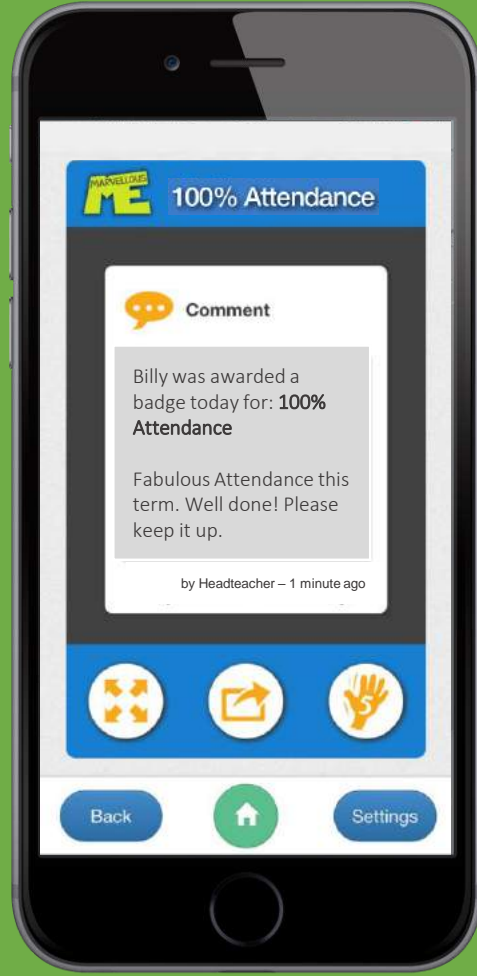 MARVELLOUS
ME
100% Attendance
Comment
Billy was awarded a
badge today for: 100%
Attendance
Fabulous Attendance this
term. Well done! Please
keep it up.
by Headteacher – 1 minute ago
5
Back
Settings